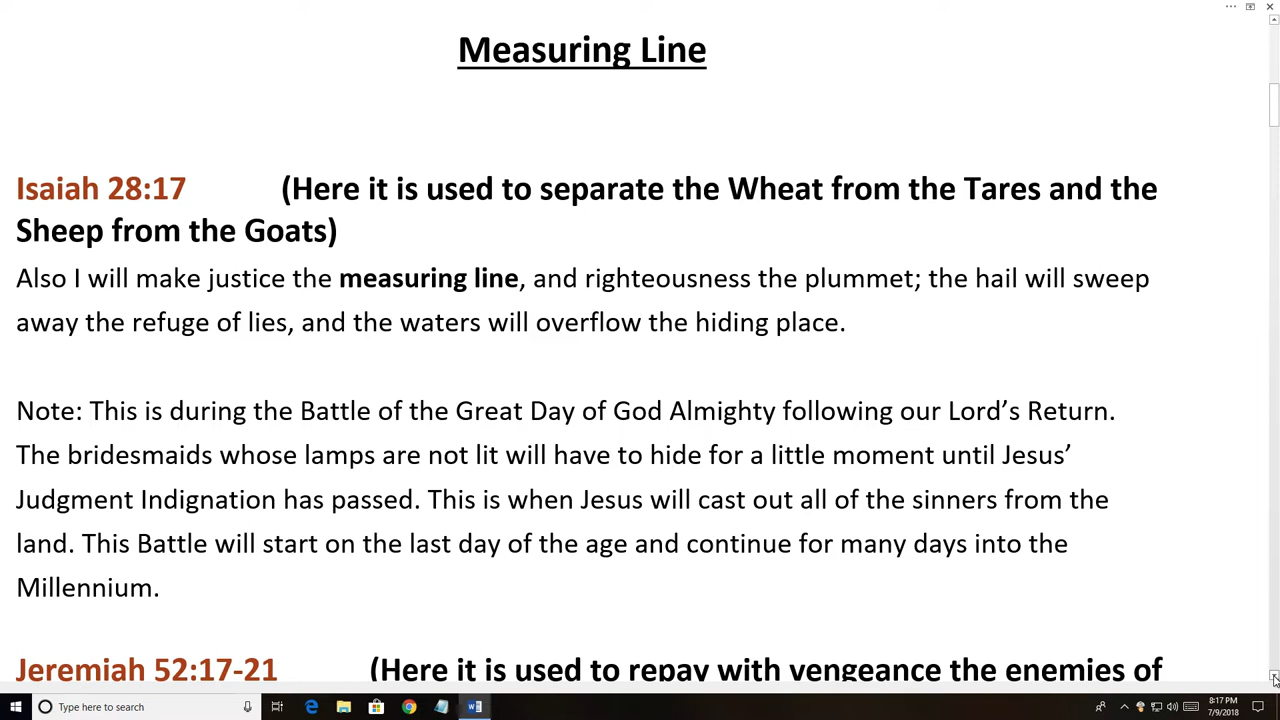 Measuring Line
Isaiah 28:17 (Here it is used to separate the Wheat from the Tares and the
Sheep from the Goats)
Also I will make justice the measuring line, and righteousness the plummet; the hail will sweep
away the refuge of lies, and the waters will overflow the hiding place.
Note: This is during the Battle of the Great Day of God Almighty following our Lord’s Return.
The bridesmaids whose lamps are not lit will have to hide for a little moment until Jesus’
Judgment Indignation has passed. This is when Jesus will cast out all of the sinners from the
land. This Battle will start on the last day of the age and continue for many days into the
Millennium.
Jeremiah 52:17-21 (Here it is used to repay with vengeance the enemies of
Type here to search
8:17 PM
7/9/2018